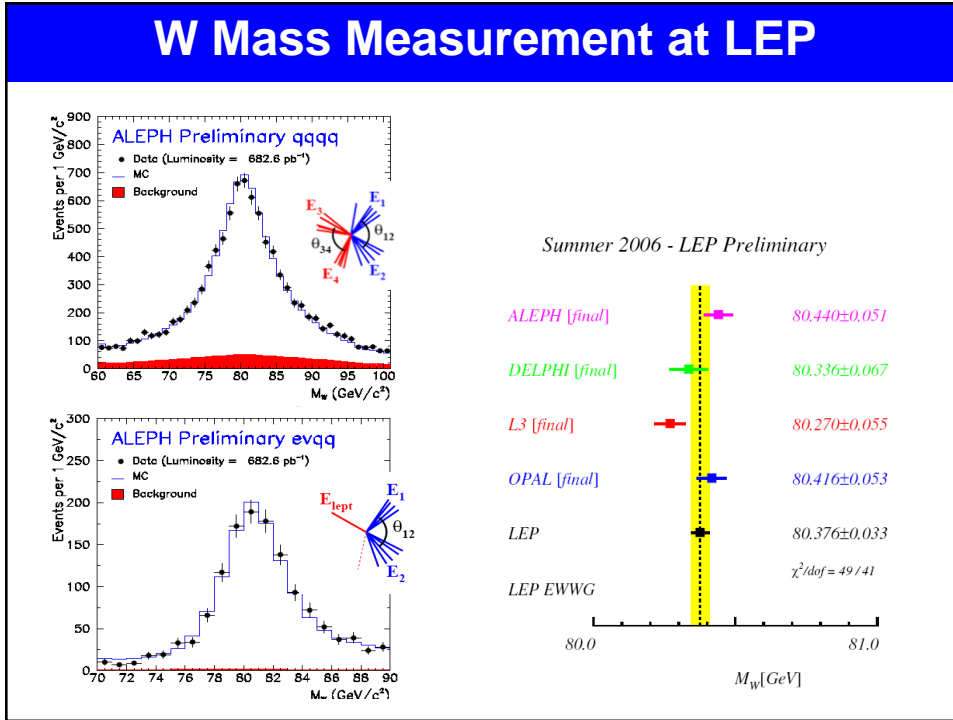 W Mass Measurement at LEP
ALEPH Preliminary qqqq
Data (Luminosity = 682.6 pb⁻¹)
MC
Background
Events per 1 GeV/c²
900
800
700
600
500
400
300
200
100
0
60 65 70 75 80 85 90 95 100
M_W (GeV/c²)
E₃
E₁
θ₃₄
θ₁₂
E₄
E₂
ALEPH Preliminary eνqq
Data (Luminosity = 682.6 pb⁻¹)
MC
Background
Events per 1 GeV/c²
300
250
200
150
100
50
0
70 72 74 76 78 80 82 84 86 88 90
M_W (GeV/c²)
E_lept
E₁
θ₁₂
E₂
Summer 2006 - LEP Preliminary
ALEPH [final] 80.440±0.051
DELPHI [final] 80.336±0.067
L3 [final] 80.270±0.055
OPAL [final] 80.416±0.053
LEP 80.376±0.033
χ²/dof = 49 / 41
LEP EWWG
80.0 81.0
M_W[GeV]